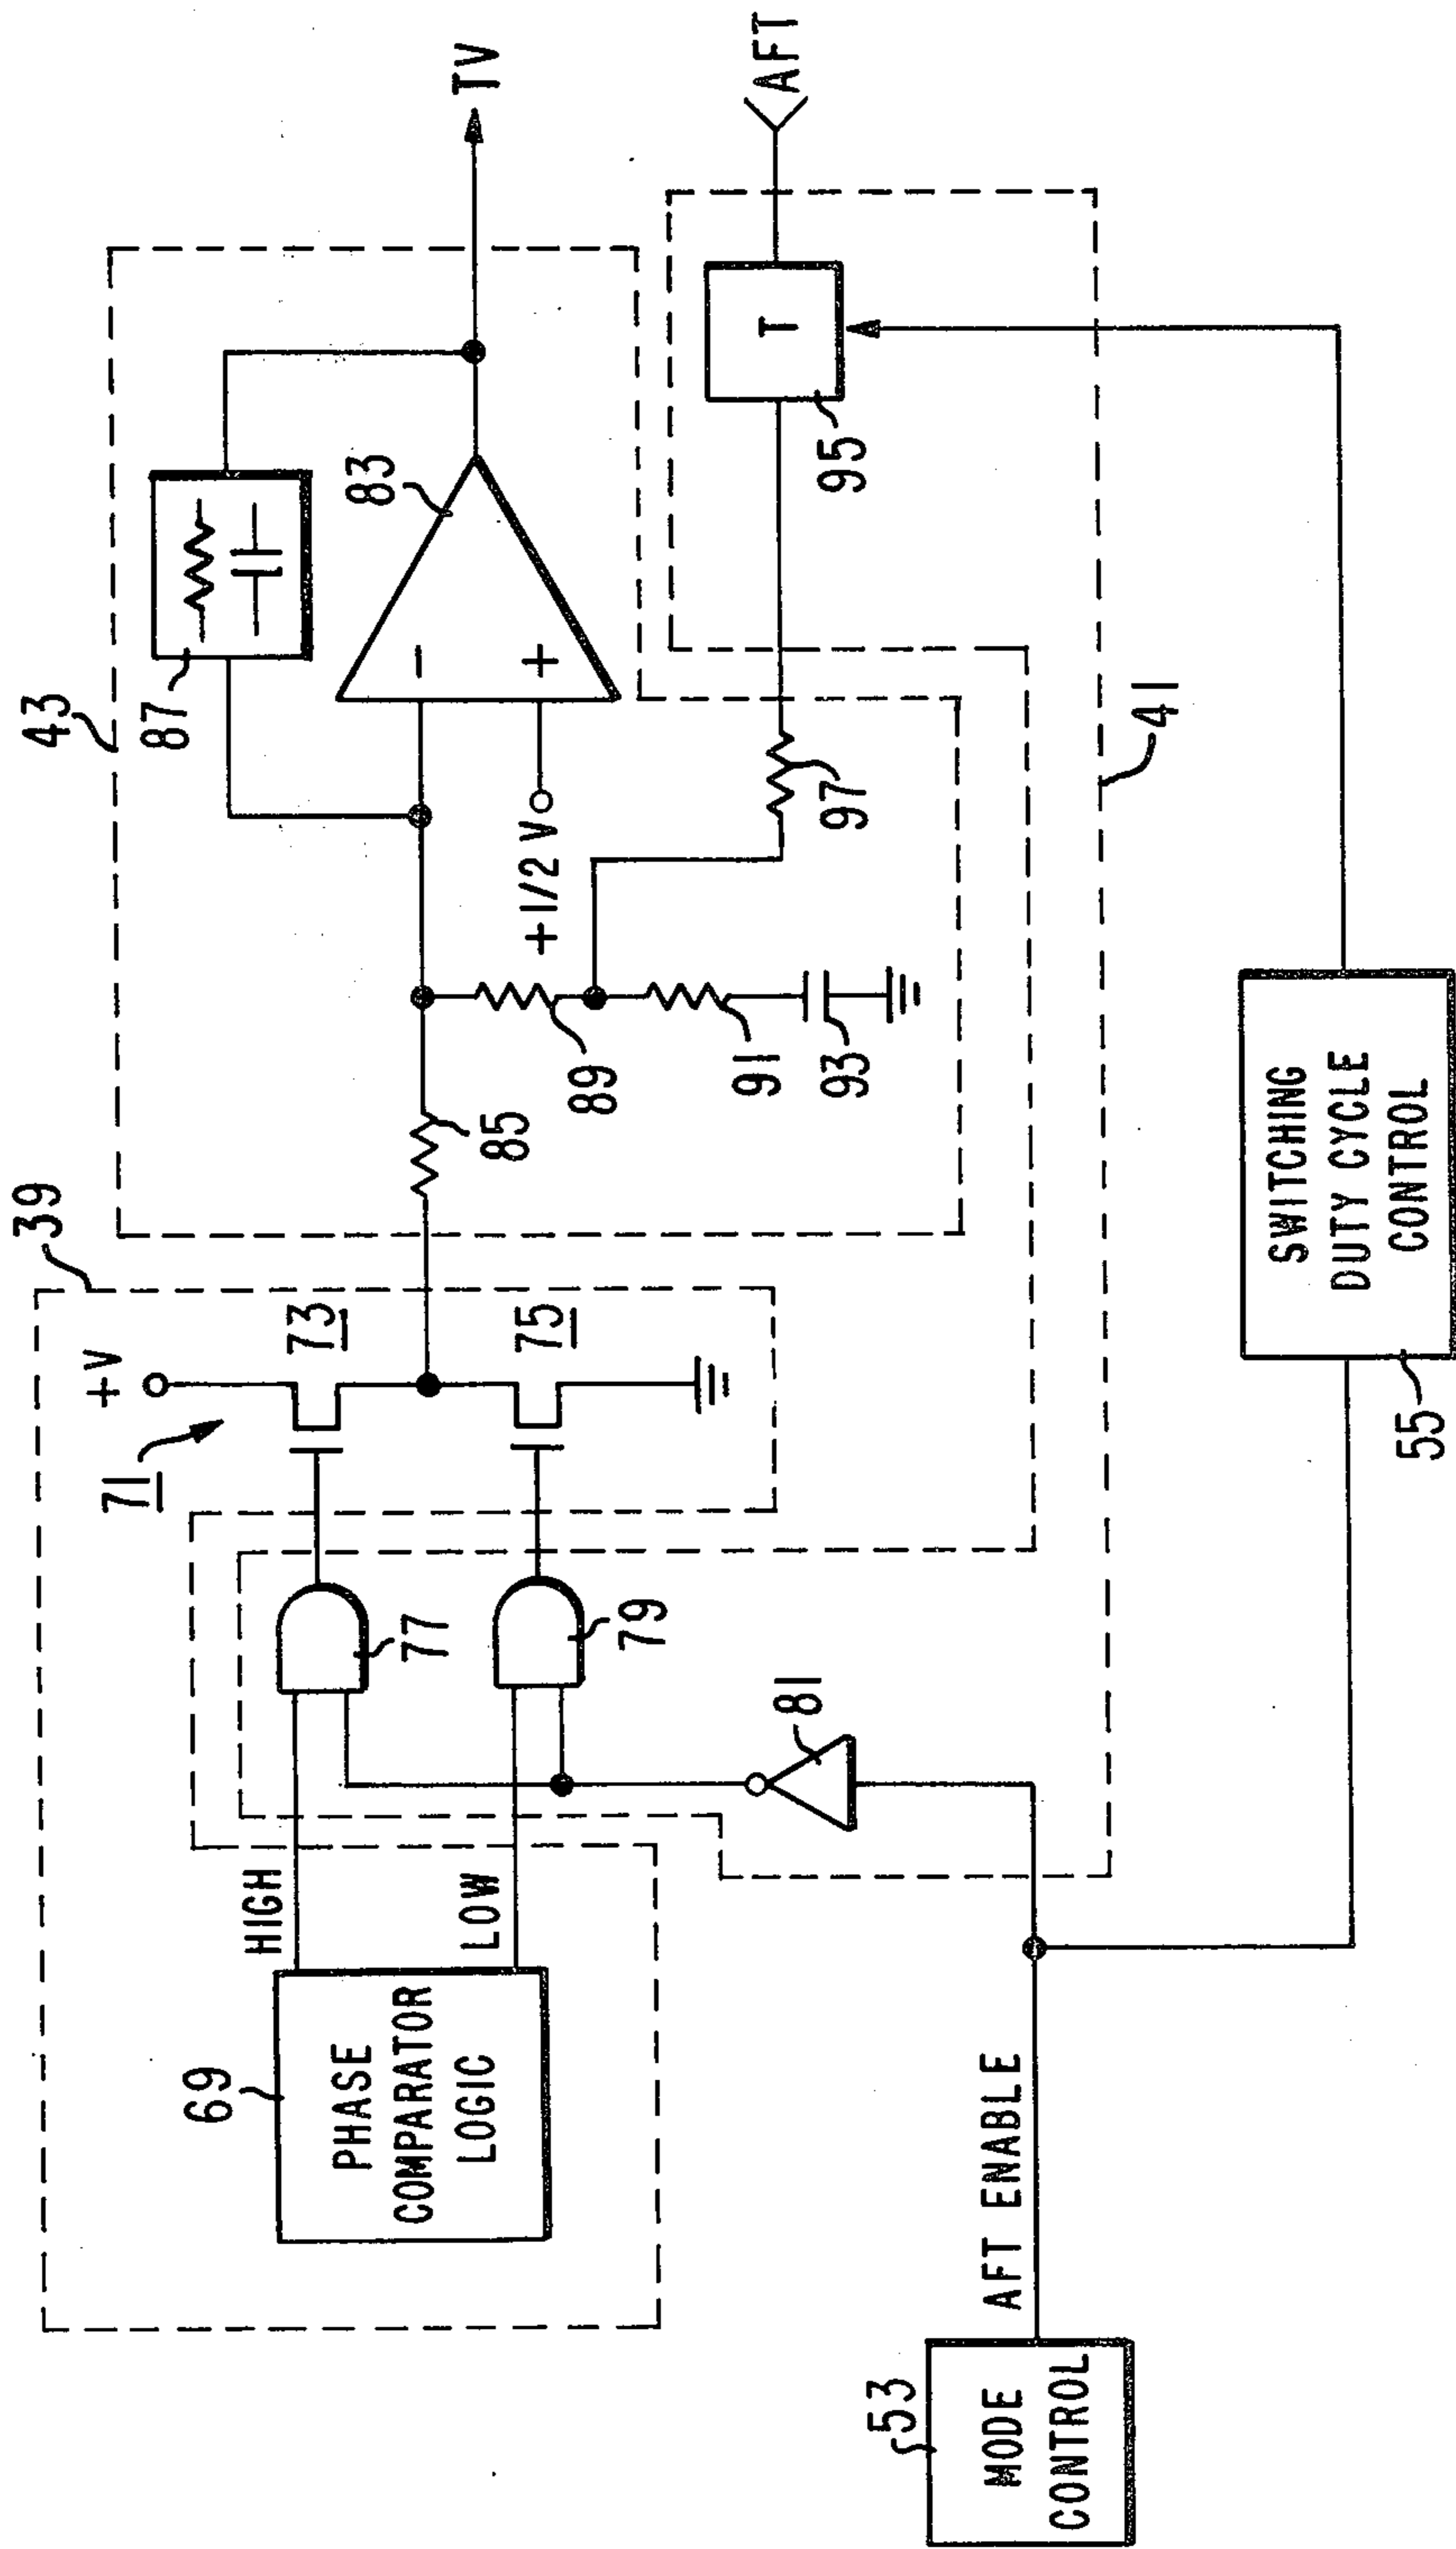 39
43
87
83
TV
+V
71
73
75
85
89
91
93
+1/2 V
97
T
95
AFT
41
69
PHASE
COMPARATOR
LOGIC
HIGH
LOW
77
79
81
53
MODE
CONTROL
AFT ENABLE
55
SWITCHING
DUTY CYCLE
CONTROL
−
+